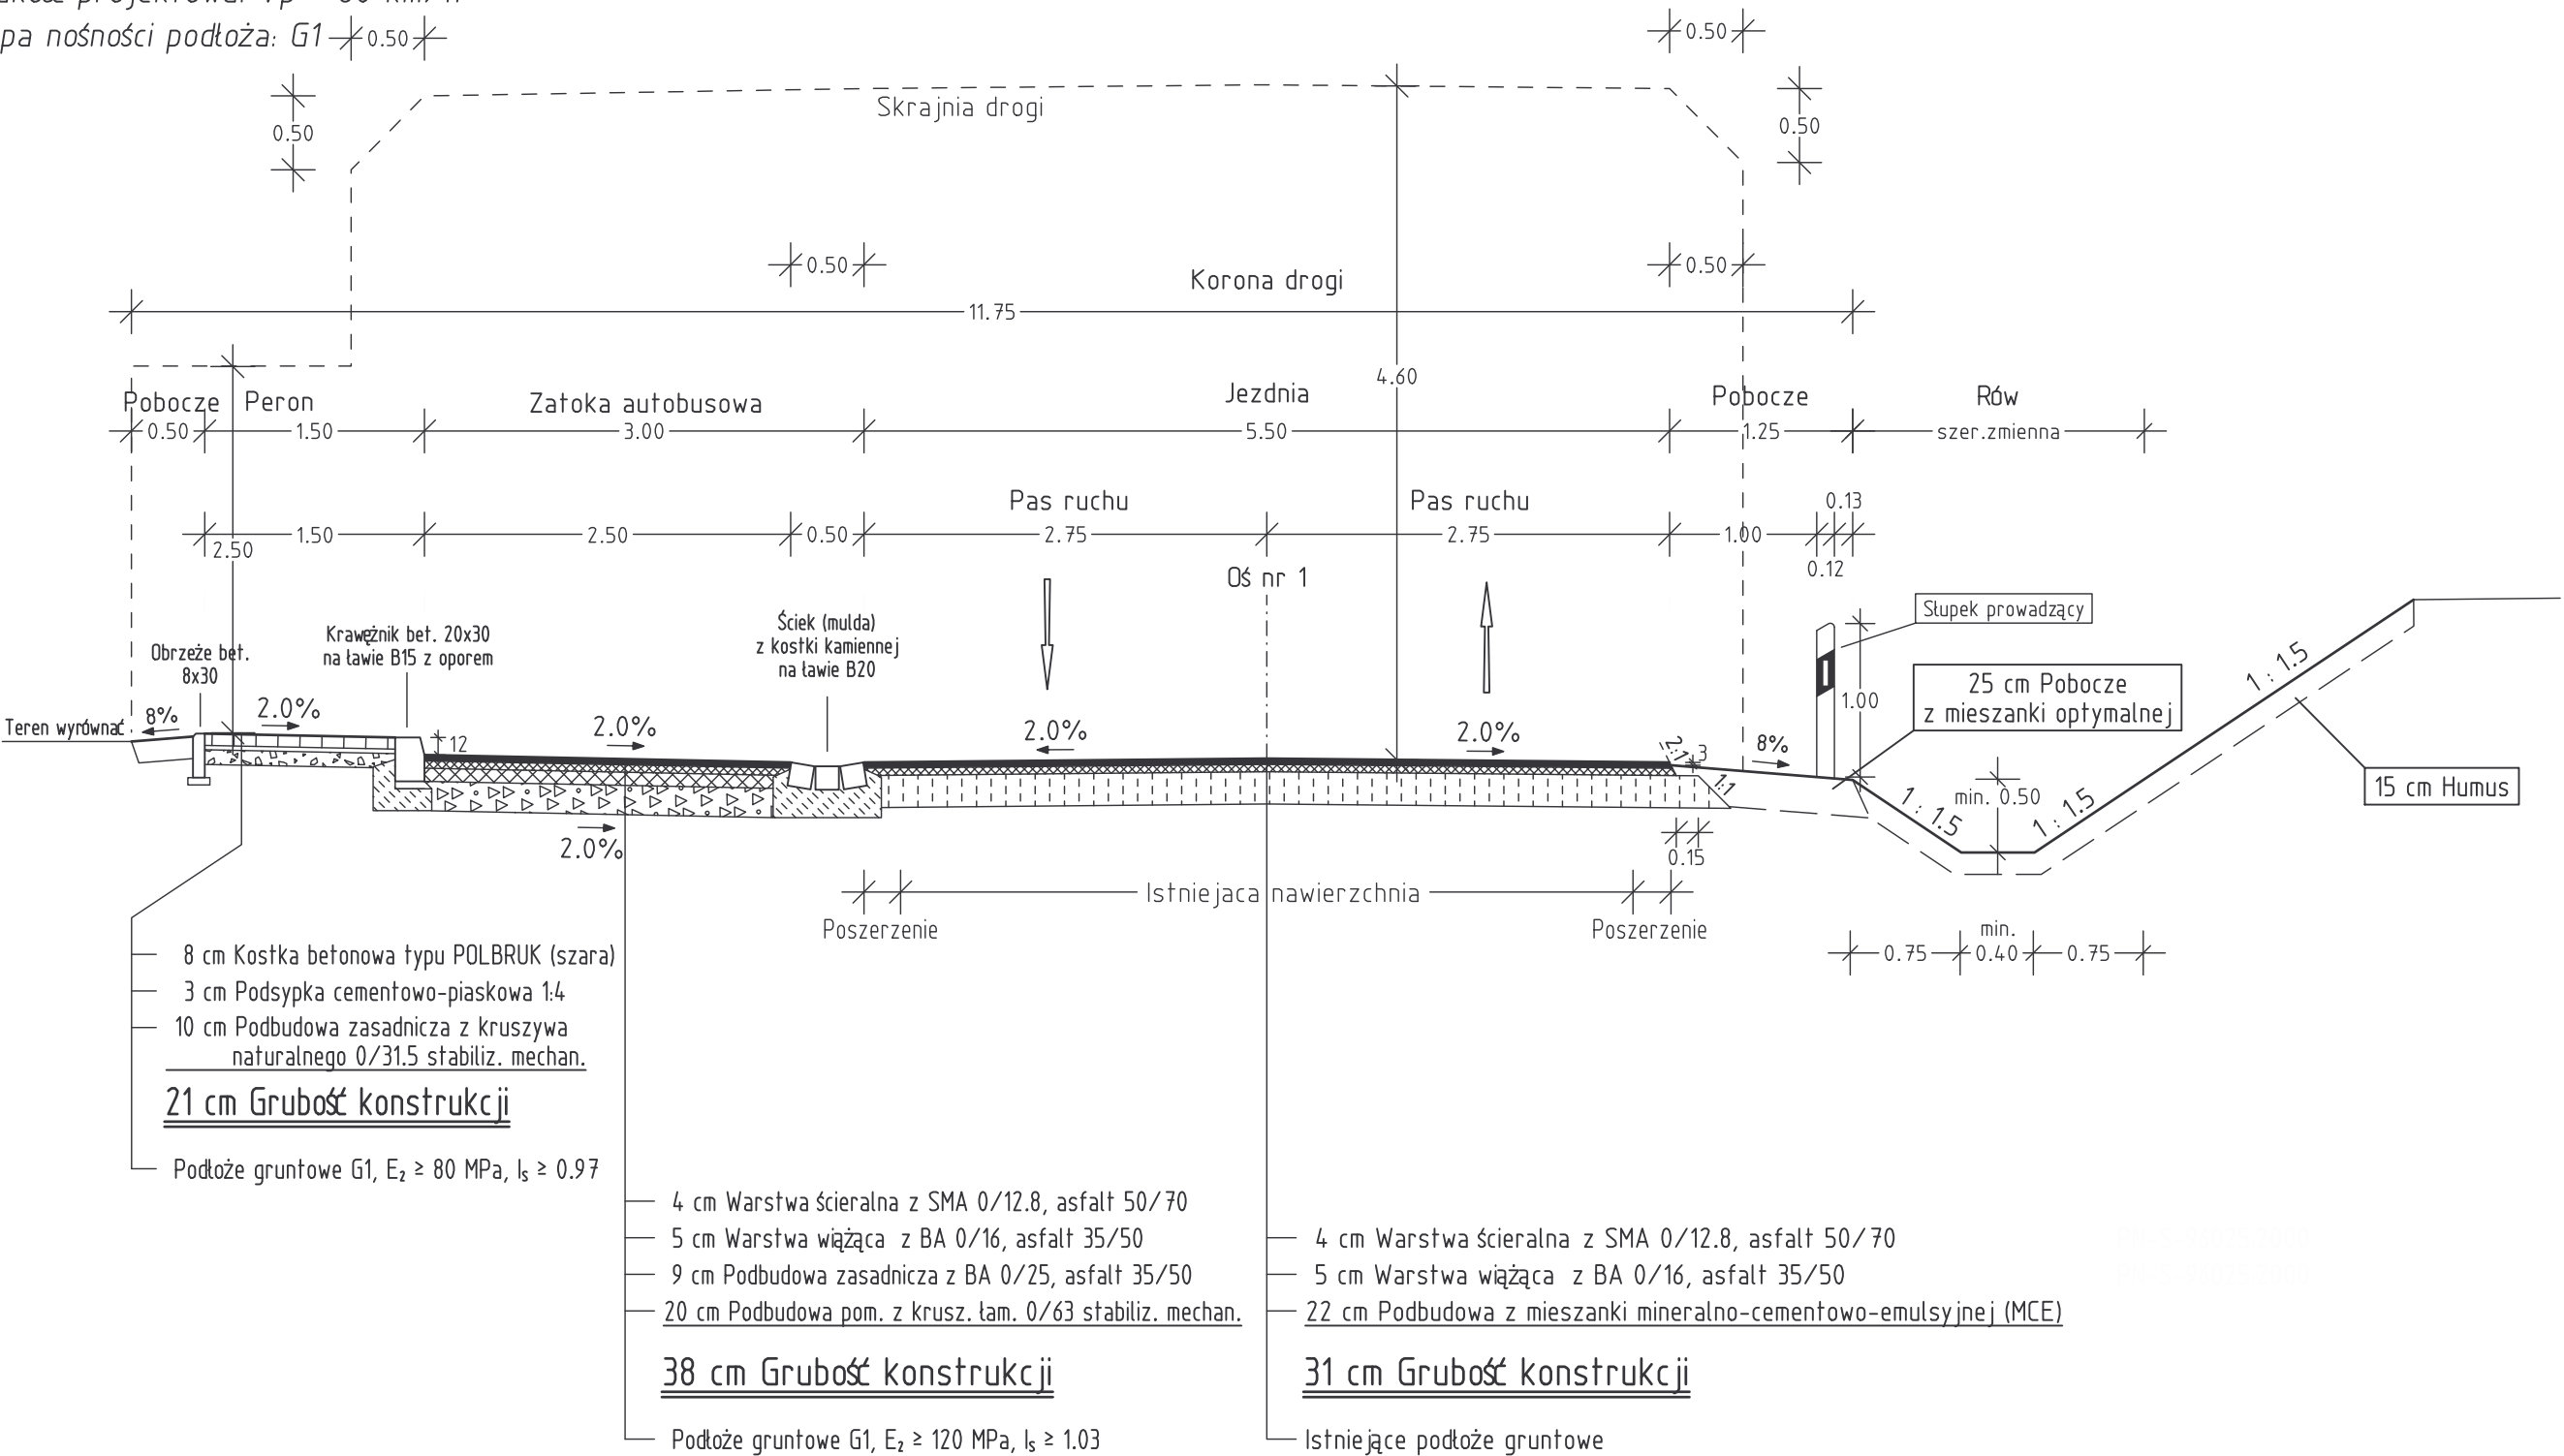 pa nośności podłoża: G1
0.50
0.50
0.50
Skrajnia drogi
0.50
0.50
0.50
Korona drogi
11.75
4.60
Pobocze
Peron
Zatoka autobusowa
Jezdnia
Pobocze
Rów
0.50
1.50
3.00
5.50
1.25
szer.zmienna
Pas ruchu
Pas ruchu
0.13
2.50
1.50
2.50
0.50
2.75
2.75
1.00
0.12
Oś nr 1
Słupek prowadzący
Ściek (mulda)
z kostki kamiennej
na ławie B20
Krawężnik bet. 20x30
na ławie B15 z oporem
Obrzeże bet.
8x30
1 : 1.5
25 cm Pobocze
z mieszanki optymalnej
1.00
Teren wyrównać
8%
2.0%
12
2.0%
2.0%
2.0%
2:1
3
8%
1:1
1 : 1.5
min. 0.50
1 : 1.5
15 cm Humus
2.0%
0.15
Istniejaca nawierzchnia
Poszerzenie
Poszerzenie
min.
0.75
0.40
0.75
8 cm Kostka betonowa typu POLBRUK (szara)
3 cm Podsypka cementowo-piaskowa 1:4
10 cm Podbudowa zasadnicza z kruszywa
naturalnego 0/31.5 stabiliz. mechan.
21 cm Grubość konstrukcji
Podłoże gruntowe G1, E₂ ≥ 80 MPa, Iₛ ≥ 0.97
4 cm Warstwa ścieralna z SMA 0/12.8, asfalt 50/70
5 cm Warstwa wiążąca z BA 0/16, asfalt 35/50
9 cm Podbudowa zasadnicza z BA 0/25, asfalt 35/50
20 cm Podbudowa pom. z krusz. łam. 0/63 stabiliz. mechan.
38 cm Grubość konstrukcji
Podłoże gruntowe G1, E₂ ≥ 120 MPa, Iₛ ≥ 1.03
4 cm Warstwa ścieralna z SMA 0/12.8, asfalt 50/70
5 cm Warstwa wiążąca z BA 0/16, asfalt 35/50
22 cm Podbudowa z mieszanki mineralno-cementowo-emulsyjnej (MCE)
31 cm Grubość konstrukcji
Istniejące podłoże gruntowe